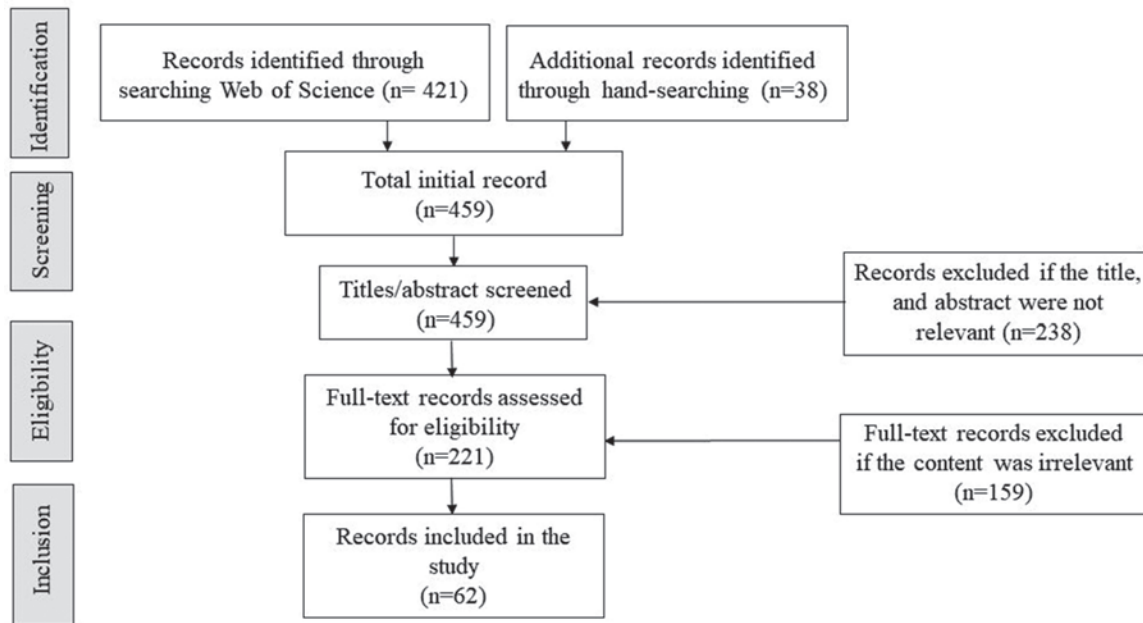 Identification
Records identified through
searching Web of Science (n= 421)
Additional records identified
through hand-searching (n=38)
Screening
Total initial record
(n=459)
Titles/abstract screened
(n=459)
Records excluded if the title,
and abstract were not
relevant (n=238)
Eligibility
Full-text records assessed
for eligibility
(n=221)
Full-text records excluded
if the content was irrelevant
(n=159)
Inclusion
Records included in the
study
(n=62)